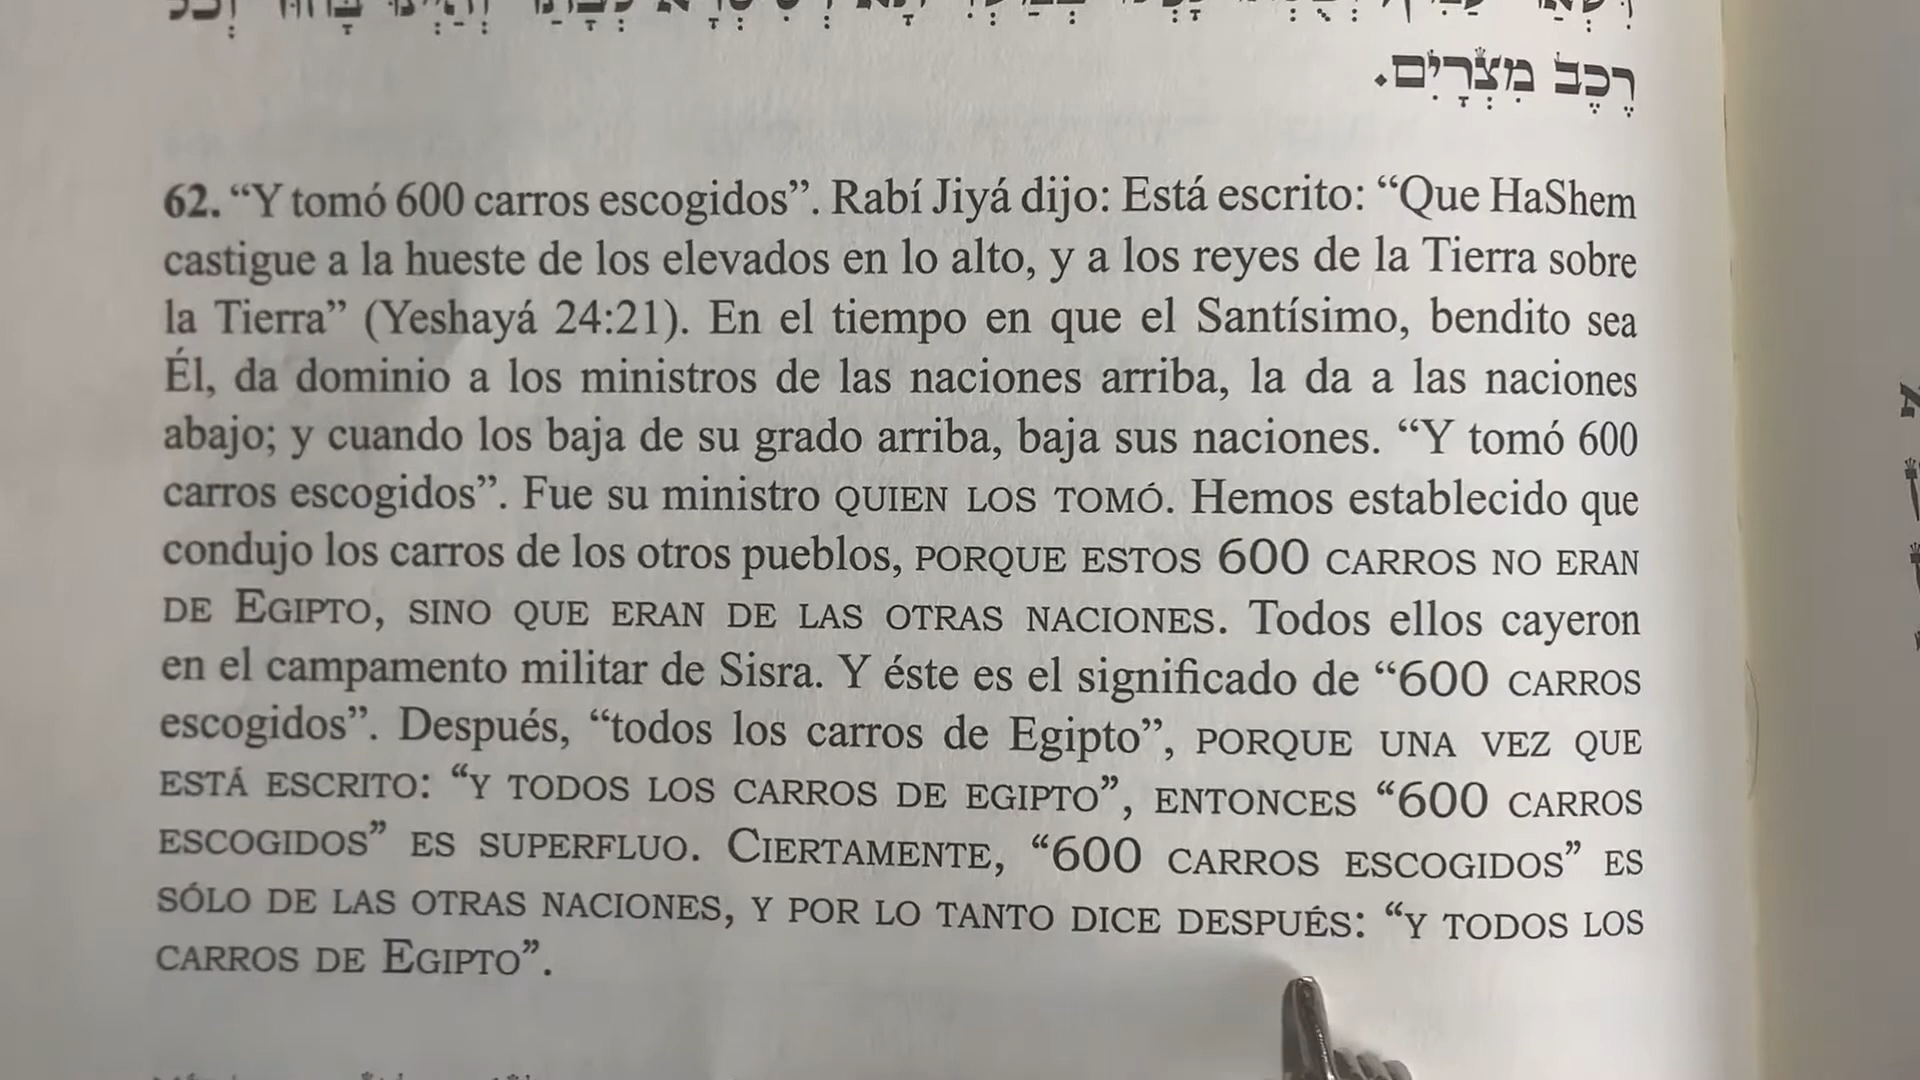 רֶכֶב מִצְרָיִם.
62. “Y tomó 600 carros escogidos”. Rabí Jiyá dijo: Está escrito: “Que HaShem
castigue a la hueste de los elevados en lo alto, y a los reyes de la Tierra sobre
la Tierra” (Yeshayá 24:21). En el tiempo en que el Santísimo, bendito sea
Él, da dominio a los ministros de las naciones arriba, la da a las naciones
abajo; y cuando los baja de su grado arriba, baja sus naciones. “Y tomó 600
carros escogidos”. Fue su ministro QUIEN LOS TOMÓ. Hemos establecido que
condujo los carros de los otros pueblos, PORQUE ESTOS 600 CARROS NO ERAN
DE EGIPTO, SINO QUE ERAN DE LAS OTRAS NACIONES. Todos ellos cayeron
en el campamento militar de Sisra. Y éste es el significado de “600 CARROS
escogidos”. Después, “todos los carros de Egipto”, PORQUE UNA VEZ QUE
ESTÁ ESCRITO: “Y TODOS LOS CARROS DE EGIPTO”, ENTONCES “600 CARROS
ESCOGIDOS” ES SUPERFLUO. CIERTAMENTE, “600 CARROS ESCOGIDOS” ES
SÓLO DE LAS OTRAS NACIONES, Y POR LO TANTO DICE DESPUÉS: “Y TODOS LOS
CARROS DE EGIPTO”.